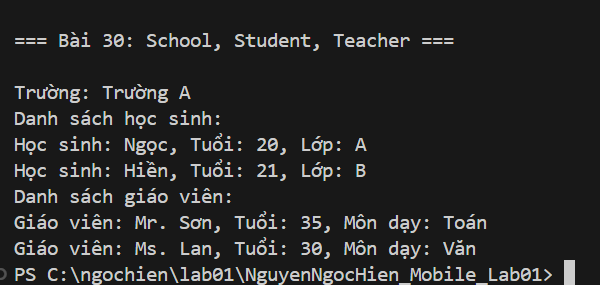 === Bài 30: School, Student, Teacher ===
Trường: Trường A
Danh sách học sinh:
Học sinh: Ngọc, Tuổi: 20, Lớp: A
Học sinh: Hiền, Tuổi: 21, Lớp: B
Danh sách giáo viên:
Giáo viên: Mr. Sơn, Tuổi: 35, Môn dạy: Toán
Giáo viên: Ms. Lan, Tuổi: 30, Môn dạy: Văn
PS C:\ngochien\lab01\NguyenNgocHien_Mobile_Lab01>